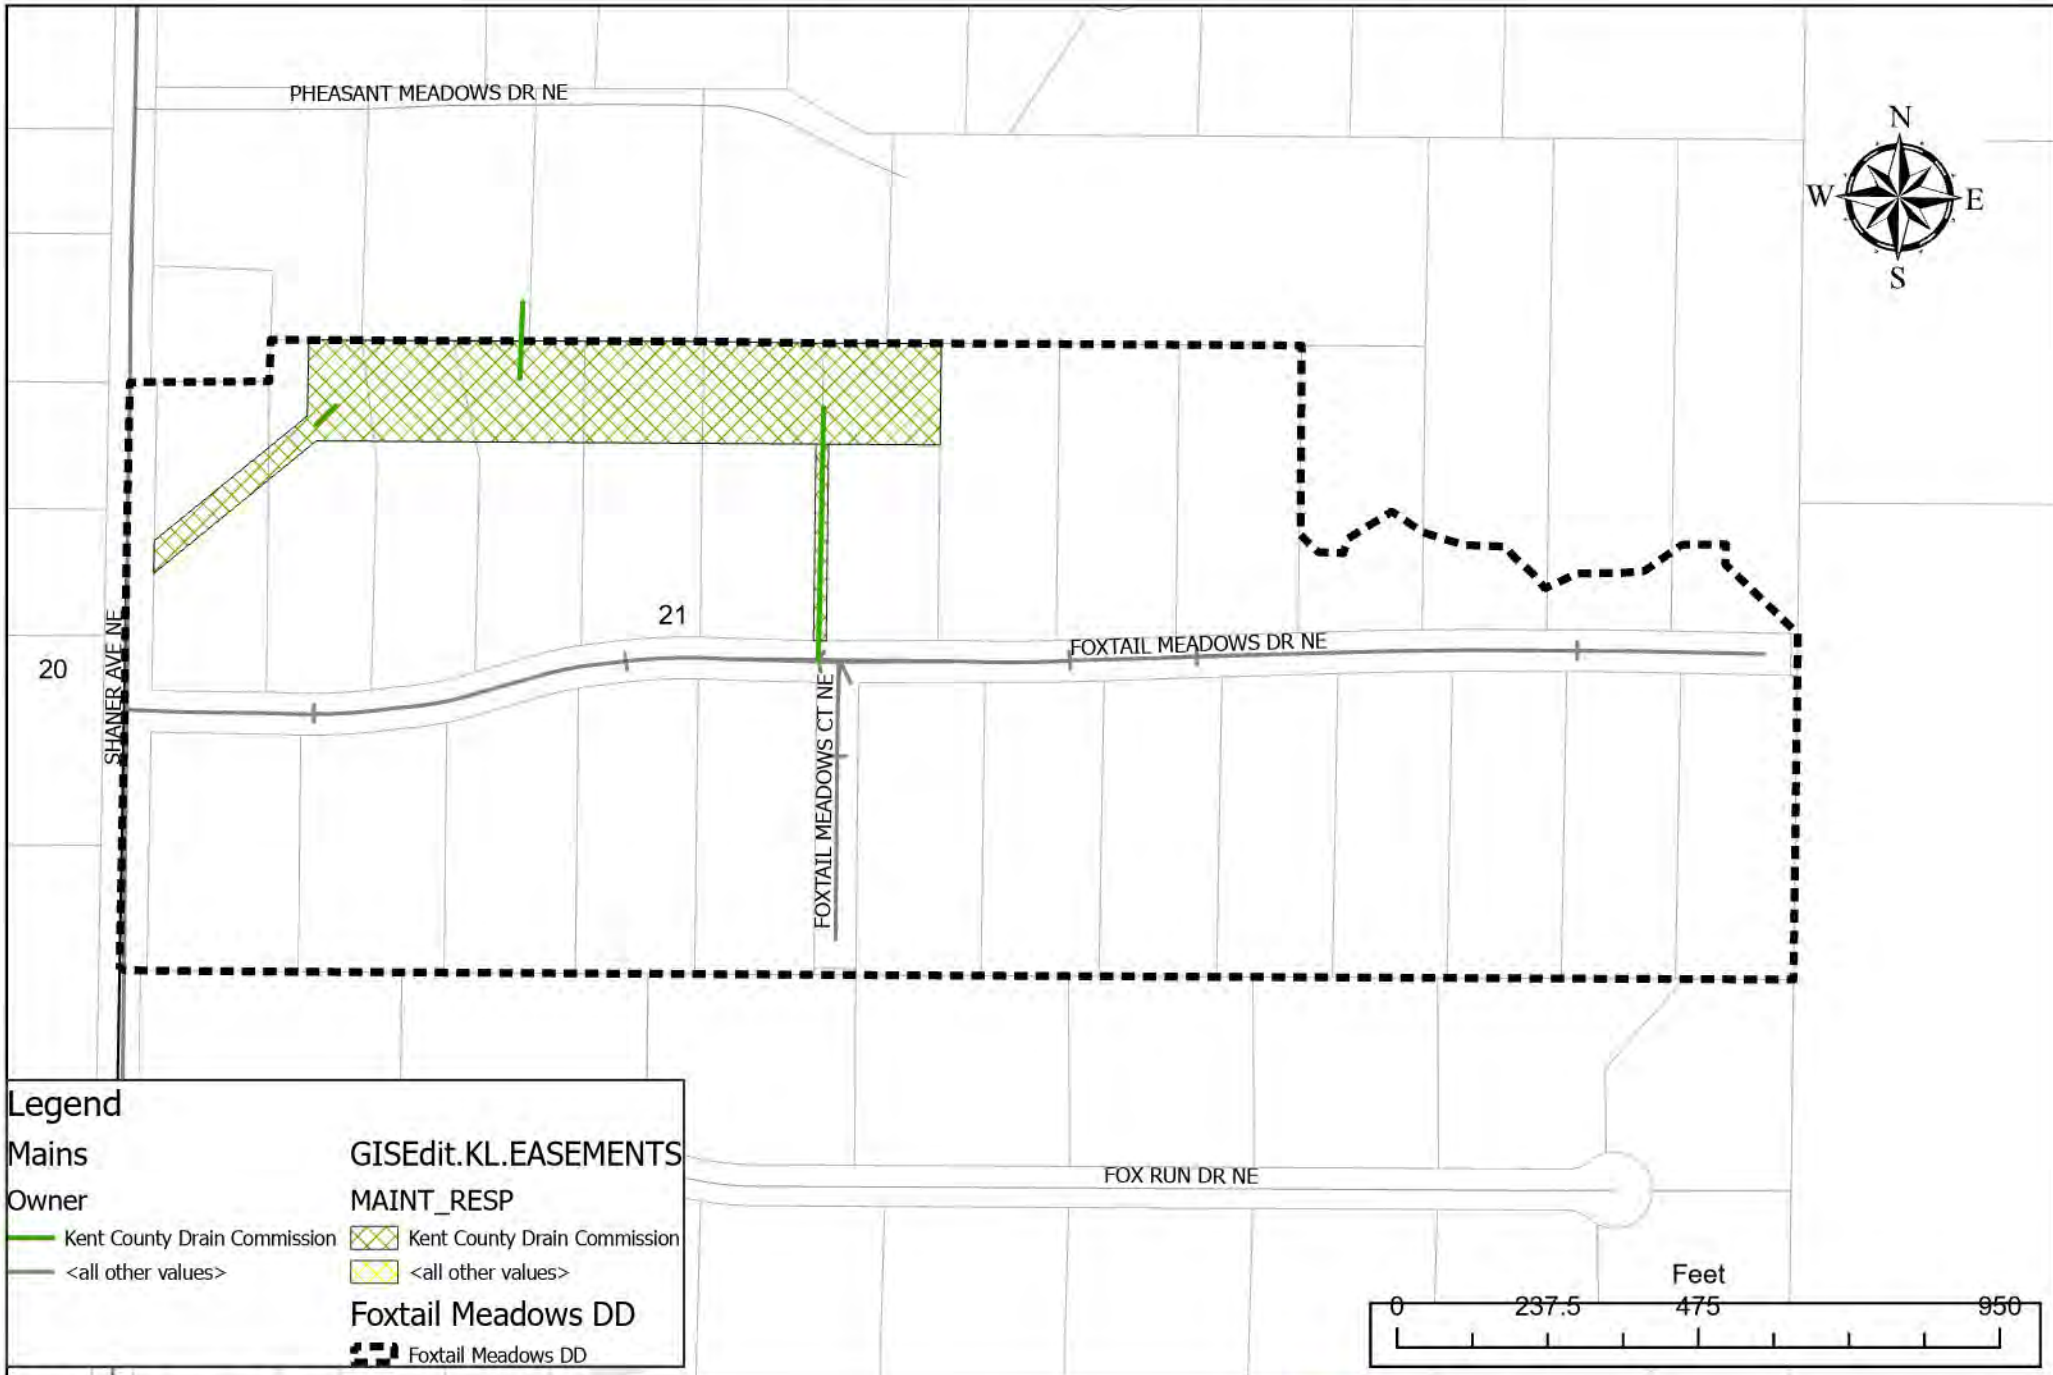 PHEASANT MEADOWS DR NE
N
W
E
S
21
20
SHANER AVE NE
FOXTAIL MEADOWS DR NE
FOXTAIL MEADOWS CT NE
FOX RUN DR NE
Legend
Mains
Owner
Kent County Drain Commission
<all other values>
GISEdit.KL.EASEMENTS
MAINT_RESP
Kent County Drain Commission
<all other values>
Foxtail Meadows DD
Foxtail Meadows DD
Feet
0 237.5 475 950